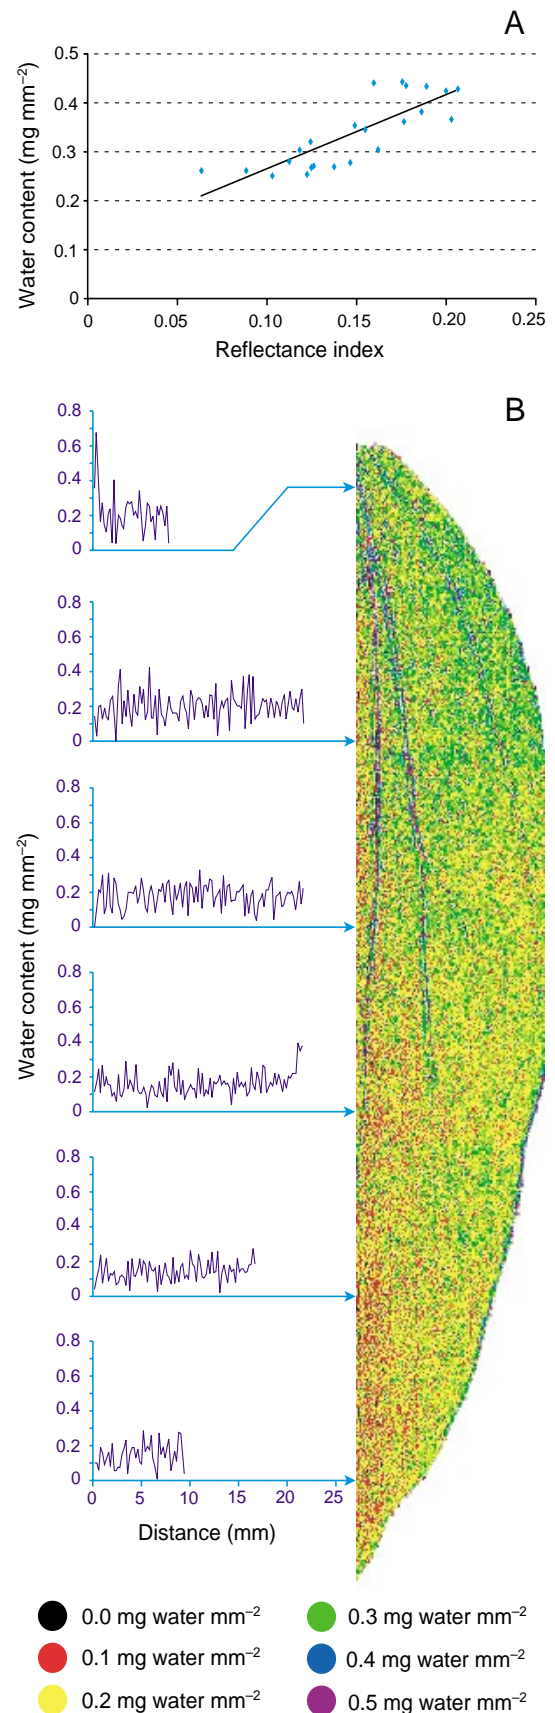 A
Water content (mg mm⁻²)
0.5
0.4
0.3
0.2
0.1
0
0 0.05 0.10 0.15 0.20 0.25
Reflectance index
B
Water content (mg mm⁻²)
0.8
0.6
0.4
0.2
0
0.8
0.6
0.4
0.2
0
0.8
0.6
0.4
0.2
0
0.8
0.6
0.4
0.2
0
0.8
0.6
0.4
0.2
0
0.8
0.6
0.4
0.2
0
0 5 10 15 20 25
Distance (mm)
0.0 mg water mm⁻²
0.1 mg water mm⁻²
0.2 mg water mm⁻²
0.3 mg water mm⁻²
0.4 mg water mm⁻²
0.5 mg water mm⁻²